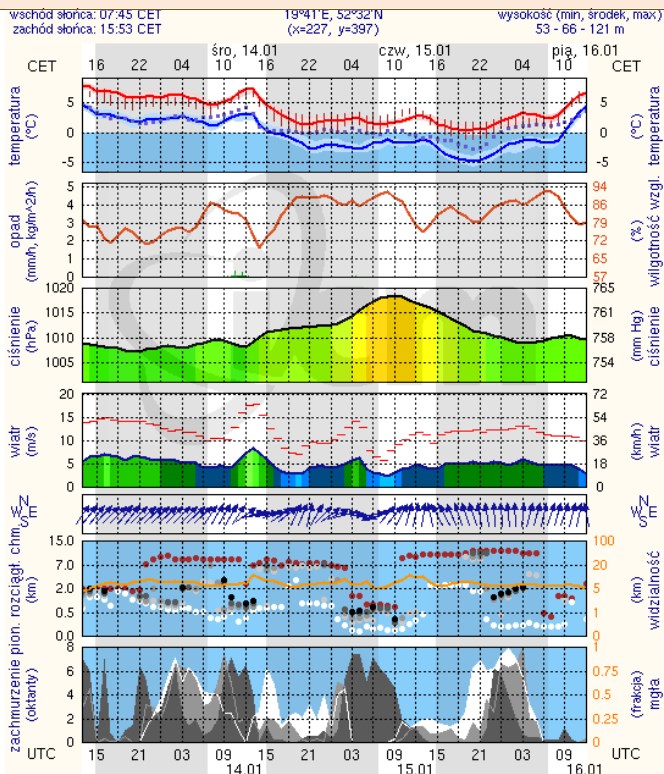 wschód słońca: 07:45 CET 19°41'E, 52°32'N wysokość (min, środek, max)
zachód słońca: 15:53 CET (x=227, y=397) 53 - 66 - 121 m
śro, 14.01 czw, 15.01 pią, 16.01
CET 16 22 04 10 16 22 04 10 16 22 04 10 CET
temperatura (°C) 5 0 -5 5 0 -5 (°C) temperatura
opad (mm/h, kg/m^2/h) 5 4 3 2 1 0 94 86 79 72 65 57 (%) wilgotność wzgl.
ciśnienie (hPa) 1020 1015 1010 1005 765 761 758 754 (mm Hg) ciśnienie
wiatr (m/s) 20 15 10 5 0 72 54 36 18 0 (km/h) wiatr
N W E S N W E S
pion. rozciągł. chm. (km) 15.0 7.0 2.0 0.5 0.0 100 20 5 1 0 (km) widzialność
zachmurzenie (oktanty) 8 6 4 2 0 1 0.75 0.5 0.25 0 (frakcja) mgła
UTC 15 21 03 09 15 21 03 09 15 21 03 09 UTC
14.01 15.01 16.01